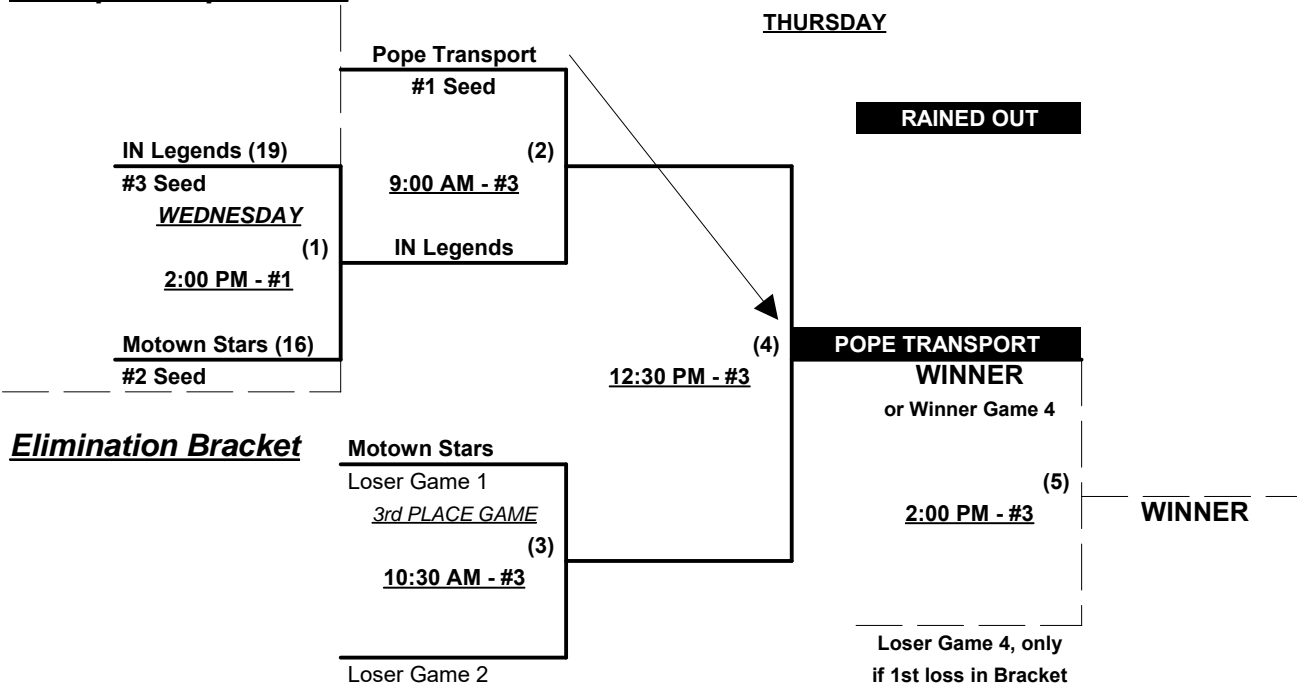 THURSDAY
Pope Transport
#1 Seed
RAINED OUT
IN Legends (19)
(2)
#3 Seed
9:00 AM - #3
WEDNESDAY
(1)
IN Legends
2:00 PM - #1
Motown Stars (16)
(4)
POPE TRANSPORT
#2 Seed
12:30 PM - #3
WINNER
or Winner Game 4
Elimination Bracket
Motown Stars
Loser Game 1
(5)
3rd PLACE GAME
2:00 PM - #3
WINNER
(3)
10:30 AM - #3
Loser Game 4, only
Loser Game 2
if 1st loss in Bracket